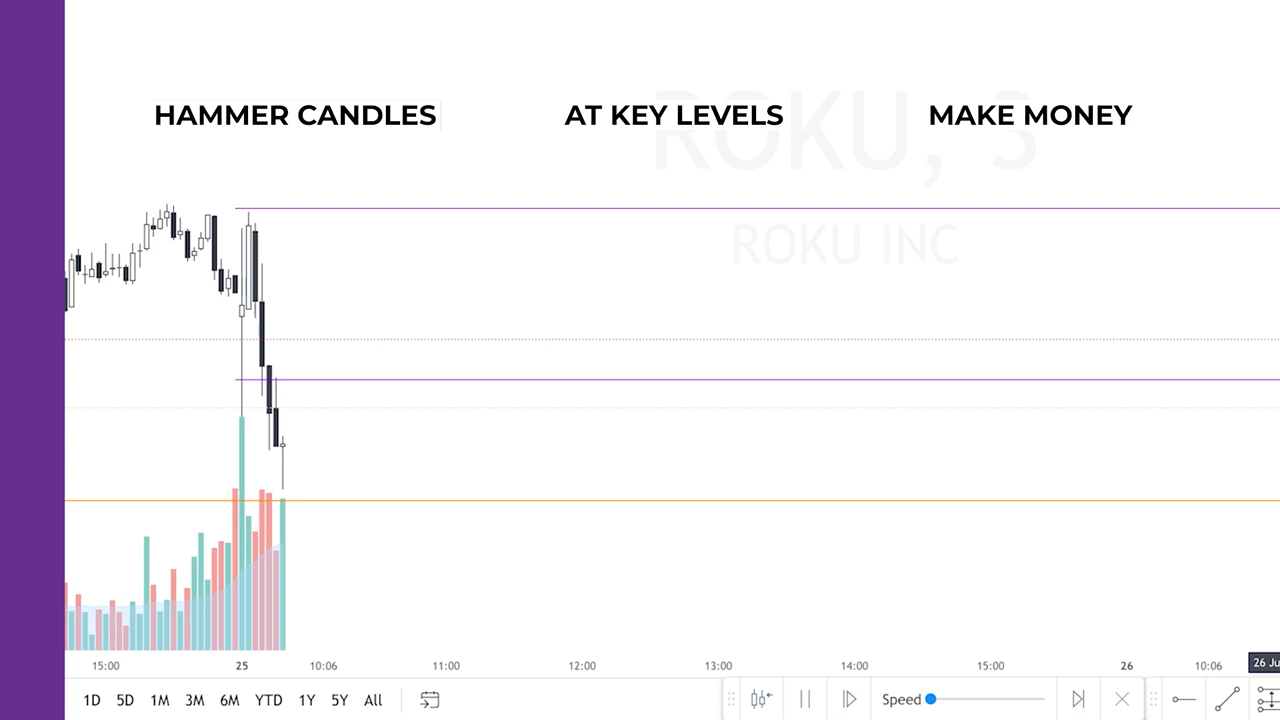 HAMMER CANDLES AT KEY LEVELS MAKE MONEY
ROKU, 3
ROKU INC
15:00 25 10:06 11:00 12:00 13:00 14:00 15:00 26 10:06 26 Ju
1D 5D 1M 3M 6M YTD 1Y 5Y All Speed